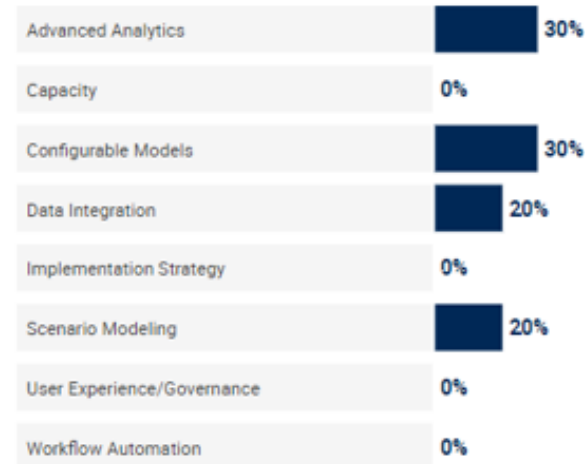 Advanced Analytics 30%
Capacity 0%
Configurable Models 30%
Data Integration 20%
Implementation Strategy 0%
Scenario Modeling 20%
User Experience/Governance 0%
Workflow Automation 0%